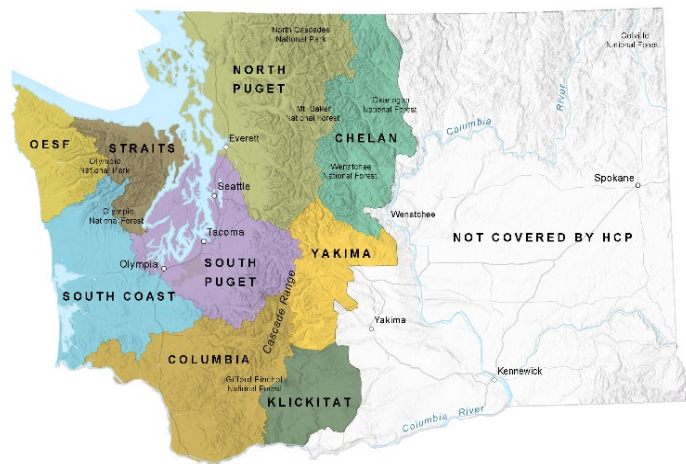 North Cascades
National Park
Colville
National Forest
NORTH
PUGET
Okanogan
National Forest
Mt. Baker
National Forest
Columbia
River
OESF
STRAITS
Everett
CHELAN
Olympic
National Park
Wenatchee
National Forest
Spokane
Seattle
Olympic
National Forest
Wenatchee
Tacoma
NOT COVERED BY HCP
YAKIMA
Olympia
SOUTH
PUGET
SOUTH COAST
Cascade Range
Yakima
COLUMBIA
Kennewick
Gifford Pinchot
National Forest
KLICKITAT
Columbia River